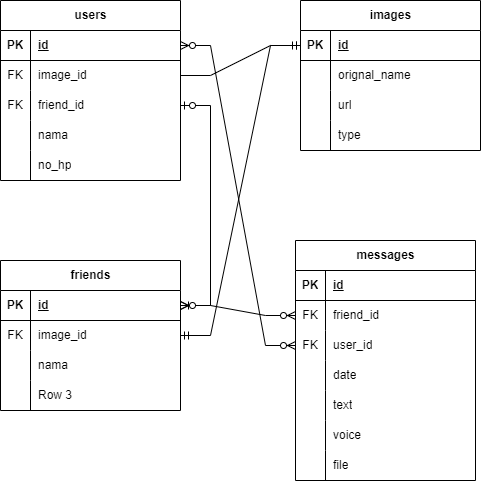 users
PK id
FK image_id
FK friend_id
nama
no_hp
images
PK id
orignal_name
url
type
friends
PK id
FK image_id
nama
Row 3
messages
PK id
FK friend_id
FK user_id
date
text
voice
file